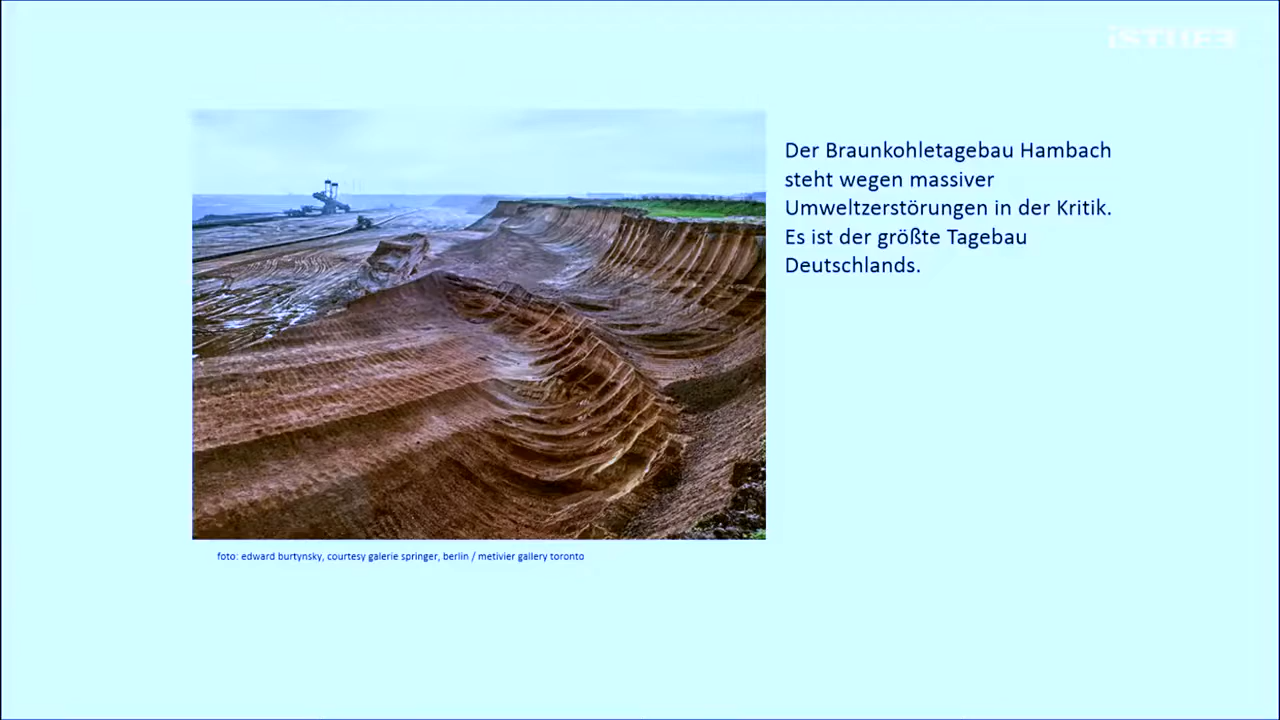 Der Braunkohletagebau Hambach
steht wegen massiver
Umweltzerstörungen in der Kritik.
Es ist der größte Tagebau
Deutschlands.
foto: edward burtynsky, courtesy galerie springer, berlin / metivier gallery toronto